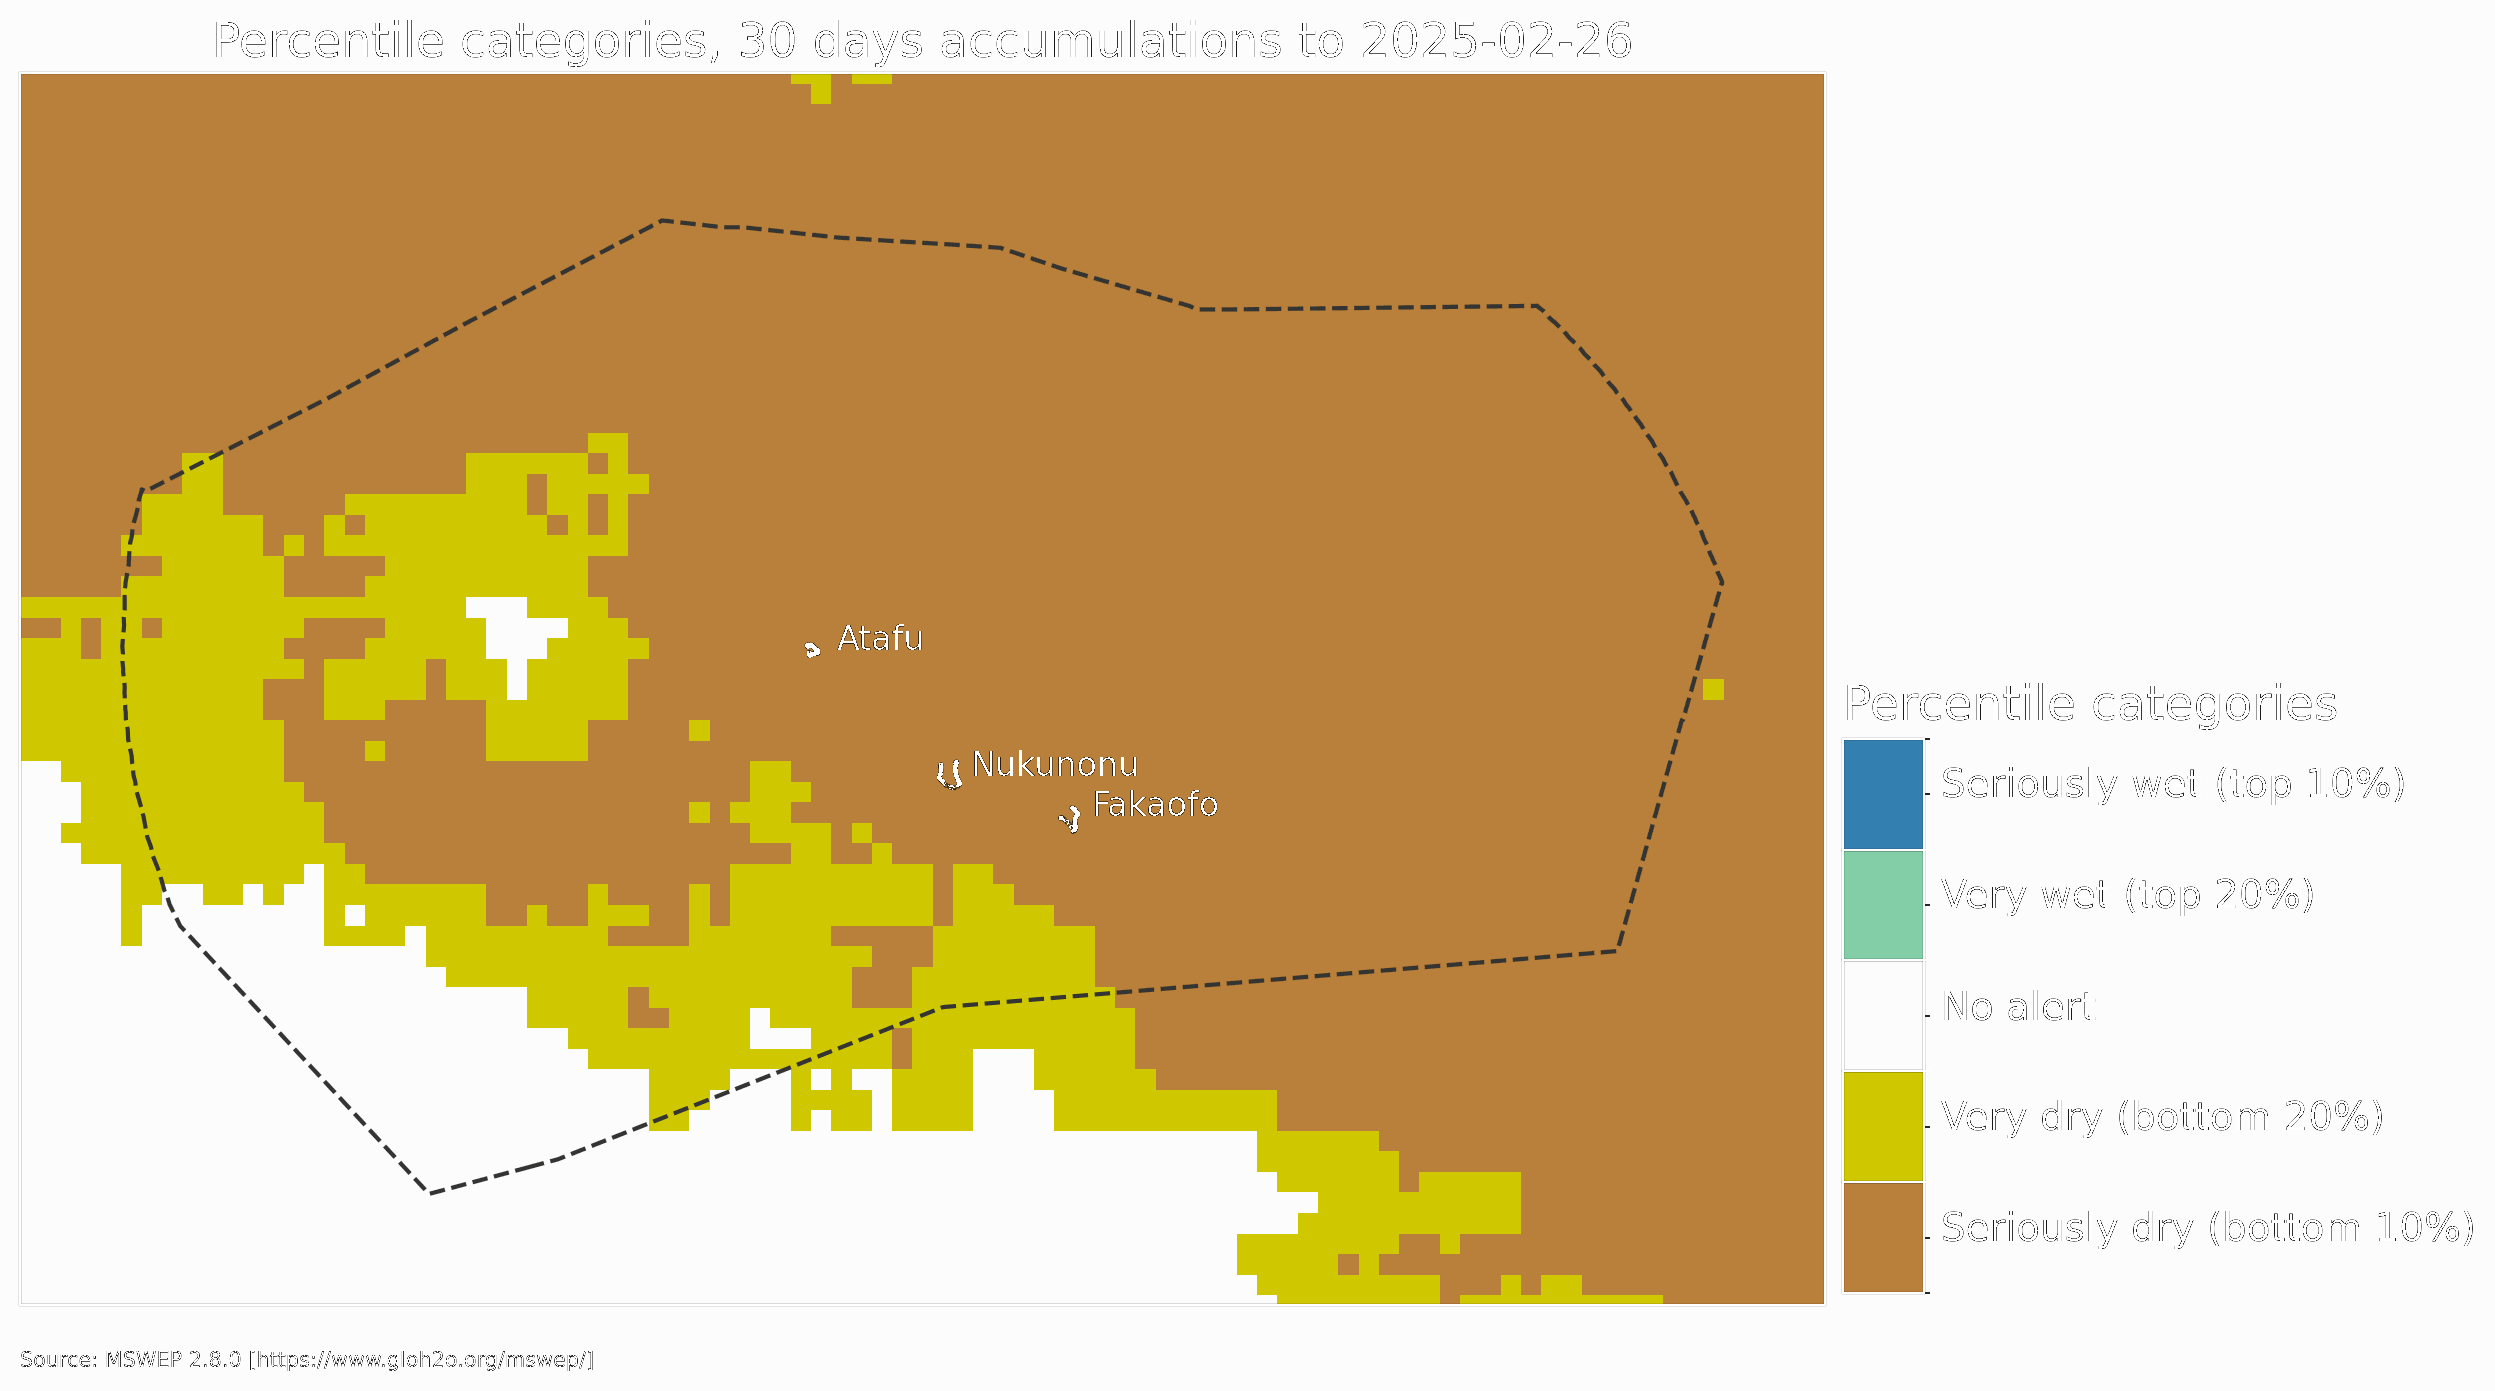 Percentile categories, 30 days accumulations to 2025-02-26
Atafu
Nukunonu
Fakaofo
Percentile categories
Seriously wet (top 10%)
Very wet (top 20%)
No alert
Very dry (bottom 20%)
Seriously dry (bottom 10%)
Source: MSWEP 2.8.0 [https://www.gloh2o.org/mswep/]